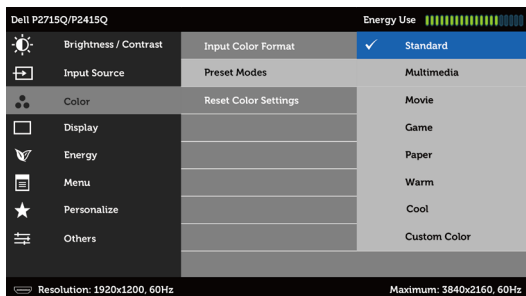 Dell P2715Q/P2415Q Energy Use
Brightness / Contrast Input Color Format Standard
Input Source Preset Modes Multimedia
Color Reset Color Settings Movie
Display Game
Energy Paper
Menu Warm
Personalize Cool
Others Custom Color
Resolution: 1920x1200, 60Hz Maximum: 3840x2160, 60Hz